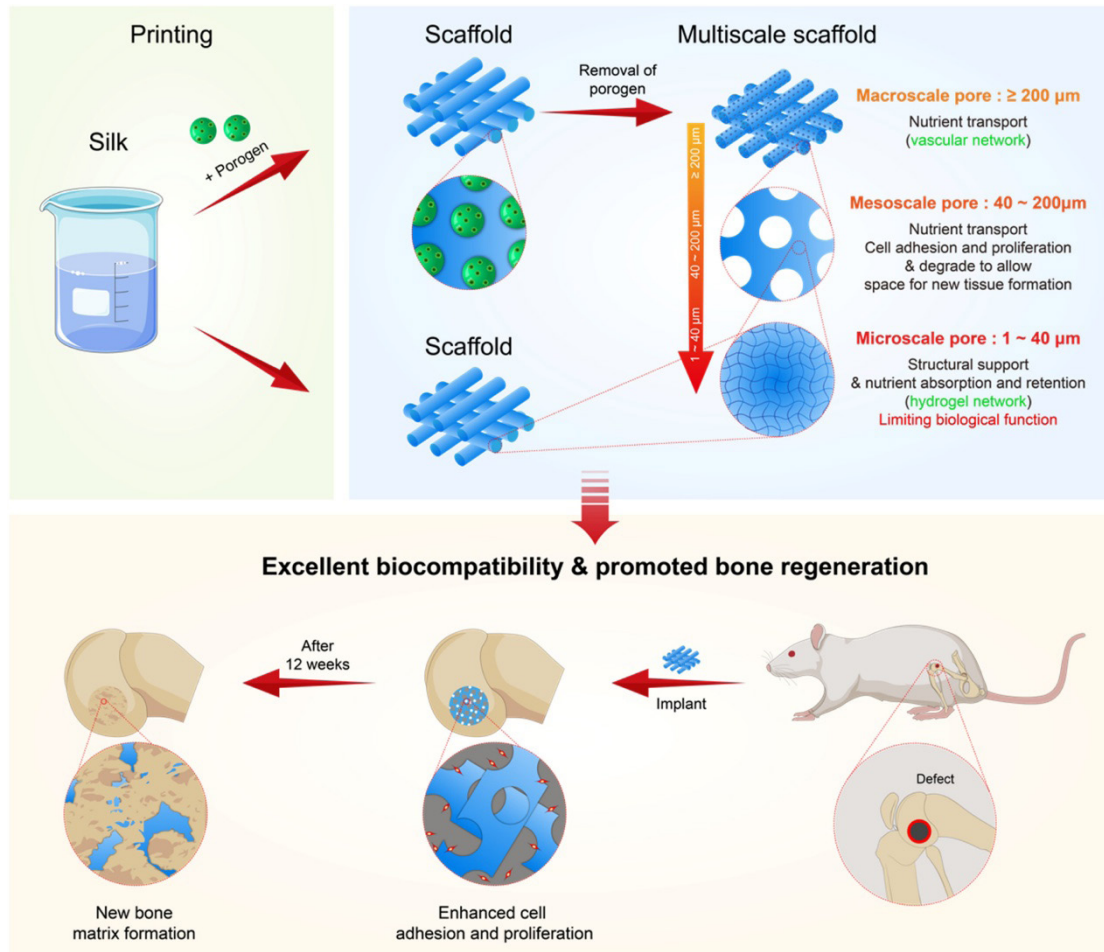 Printing
Silk
+ Porogen
Scaffold
Removal of
porogen
Multiscale scaffold
≥ 200 µm
40 ~ 200 µm
1 ~ 40 µm
Macroscale pore : ≥ 200 µm
Nutrient transport
(vascular network)
Mesoscale pore : 40 ~ 200µm
Nutrient transport
Cell adhesion and proliferation
& degrade to allow
space for new tissue formation
Scaffold
Microscale pore : 1 ~ 40 µm
Structural support
& nutrient absorption and retention
(hydrogel network)
Limiting biological function
Excellent biocompatibility & promoted bone regeneration
After
12 weeks
Implant
Defect
New bone
matrix formation
Enhanced cell
adhesion and proliferation